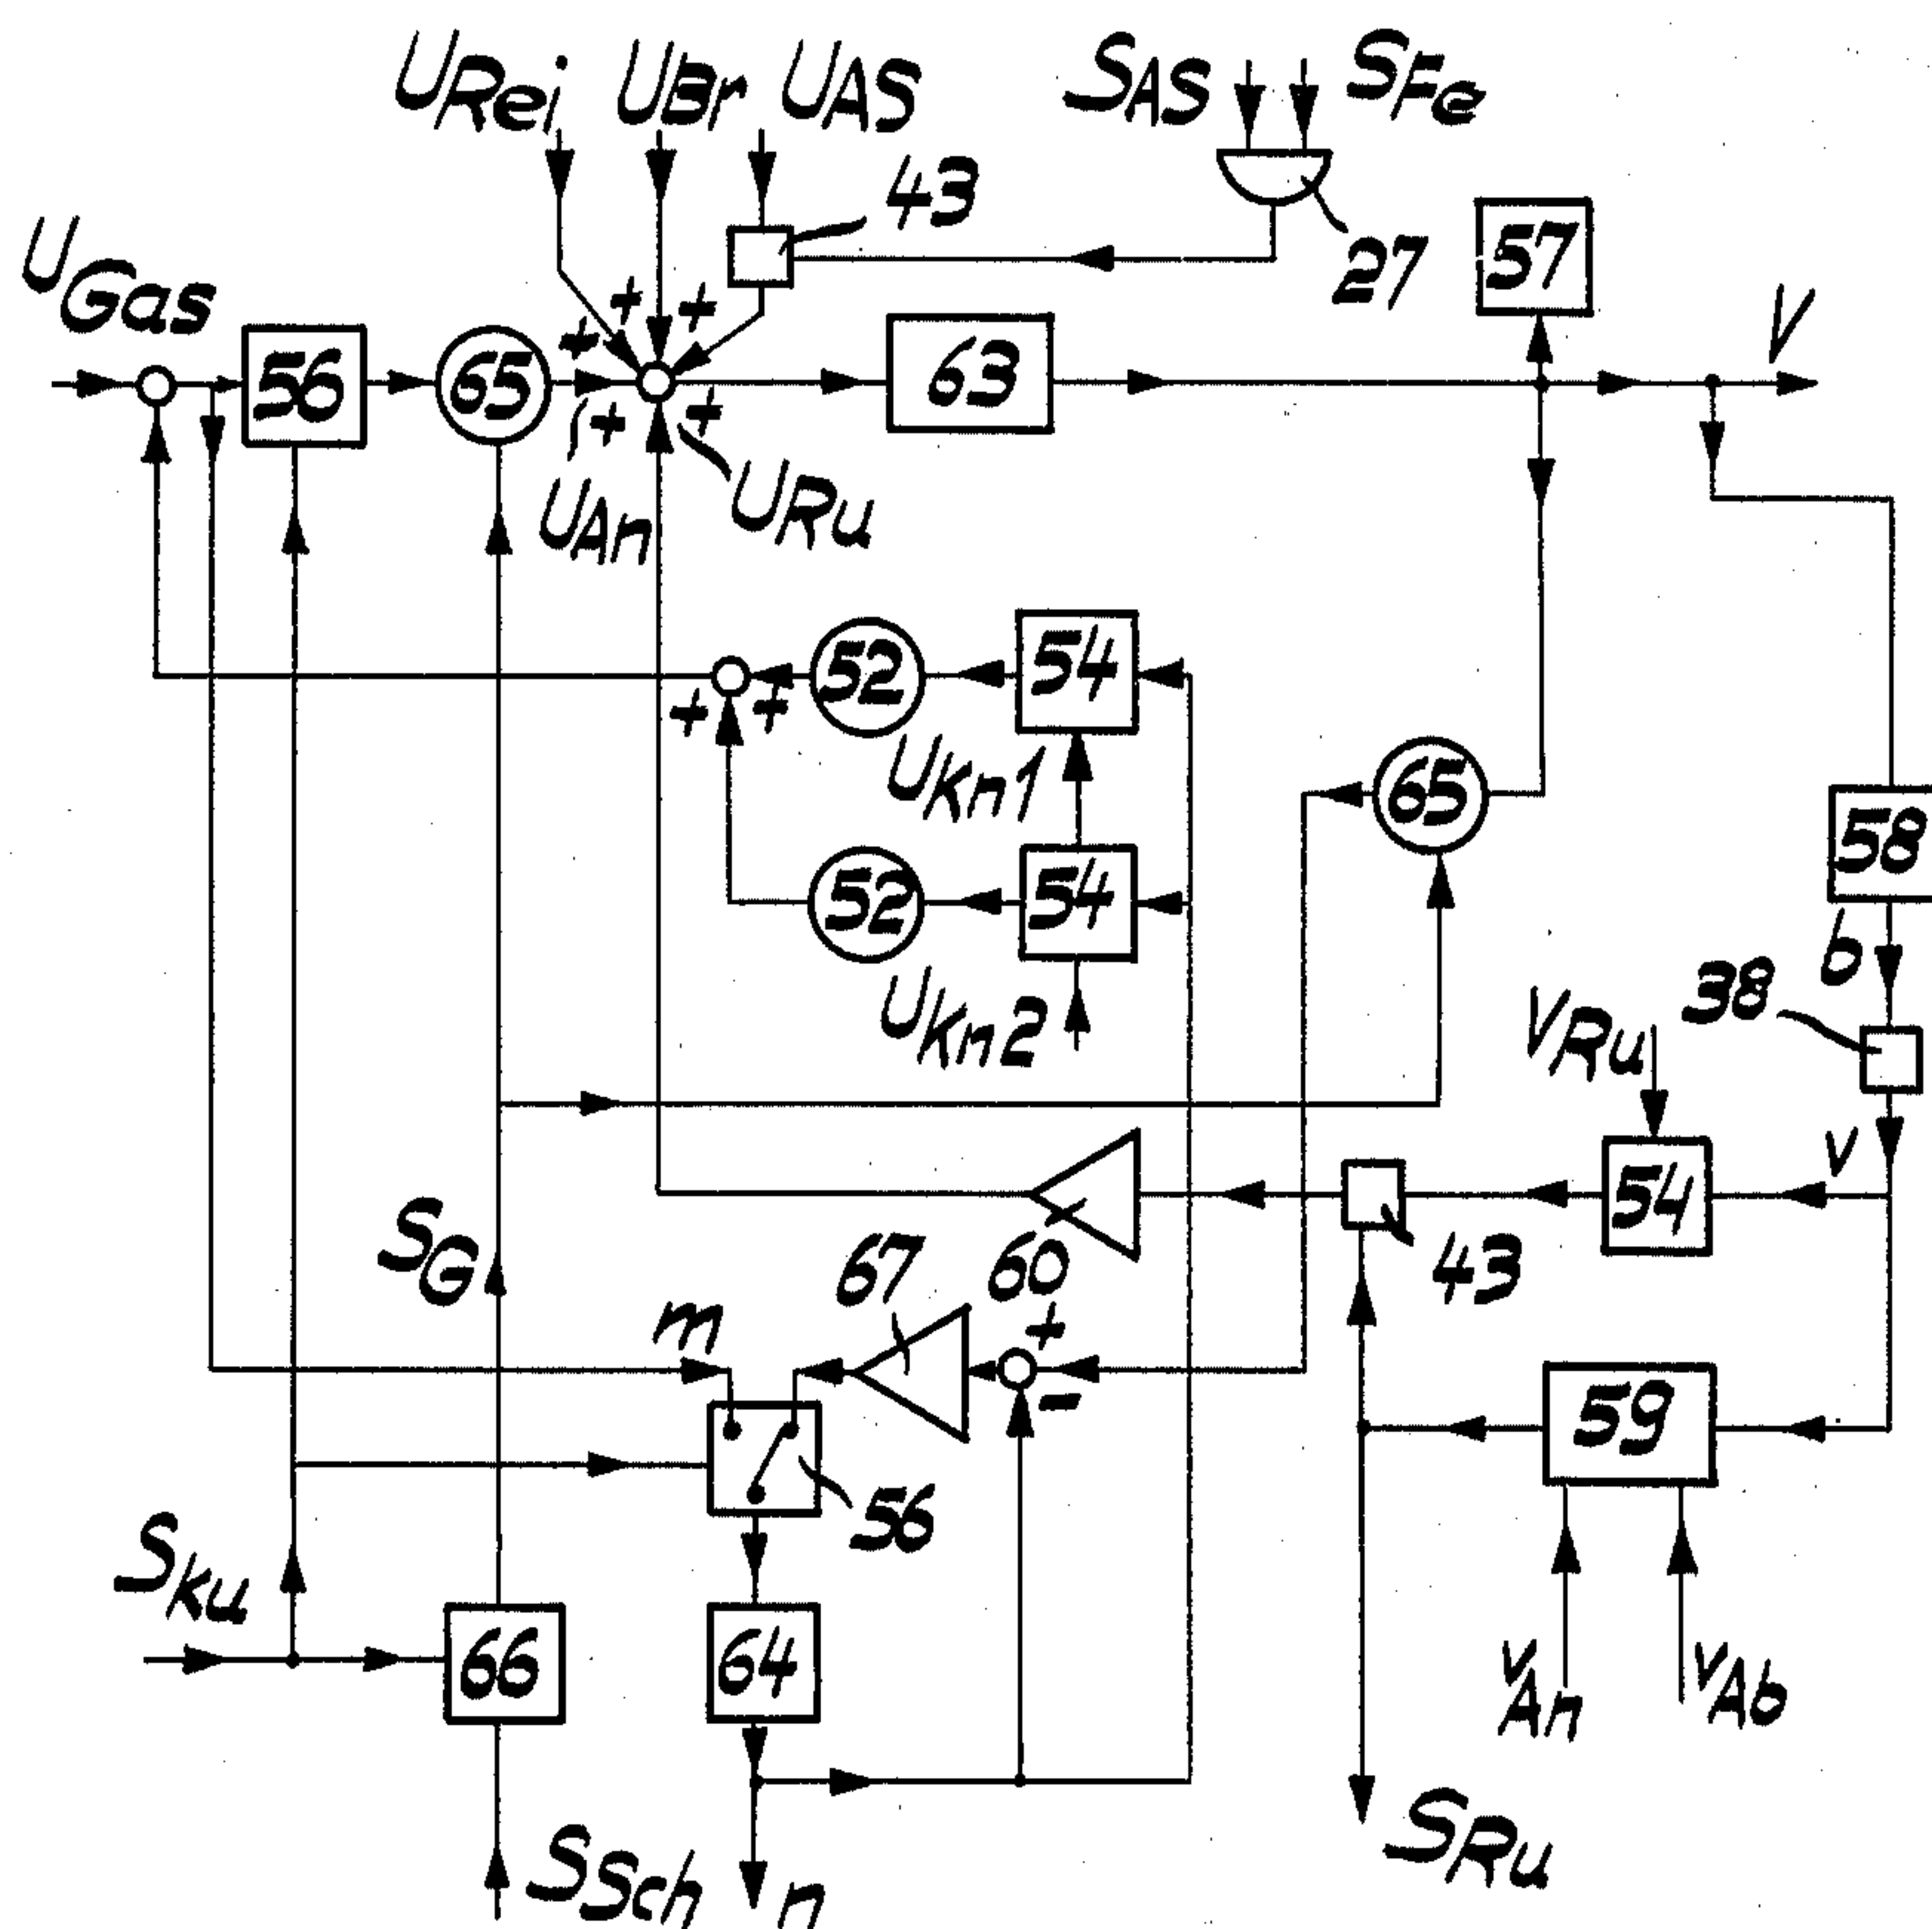 URei UBr UAS SAS SFe
43
27
57
UGas
V
56 65 63
+ + + + + +
UAn URu
52 54
+ +
UKn1
65
58
52 54
b
38
UKn2
VRu
v
54
SG
43
67 60
m
+
-
59
56
Sku
66 64
vAn vAb
SRu
SSch n